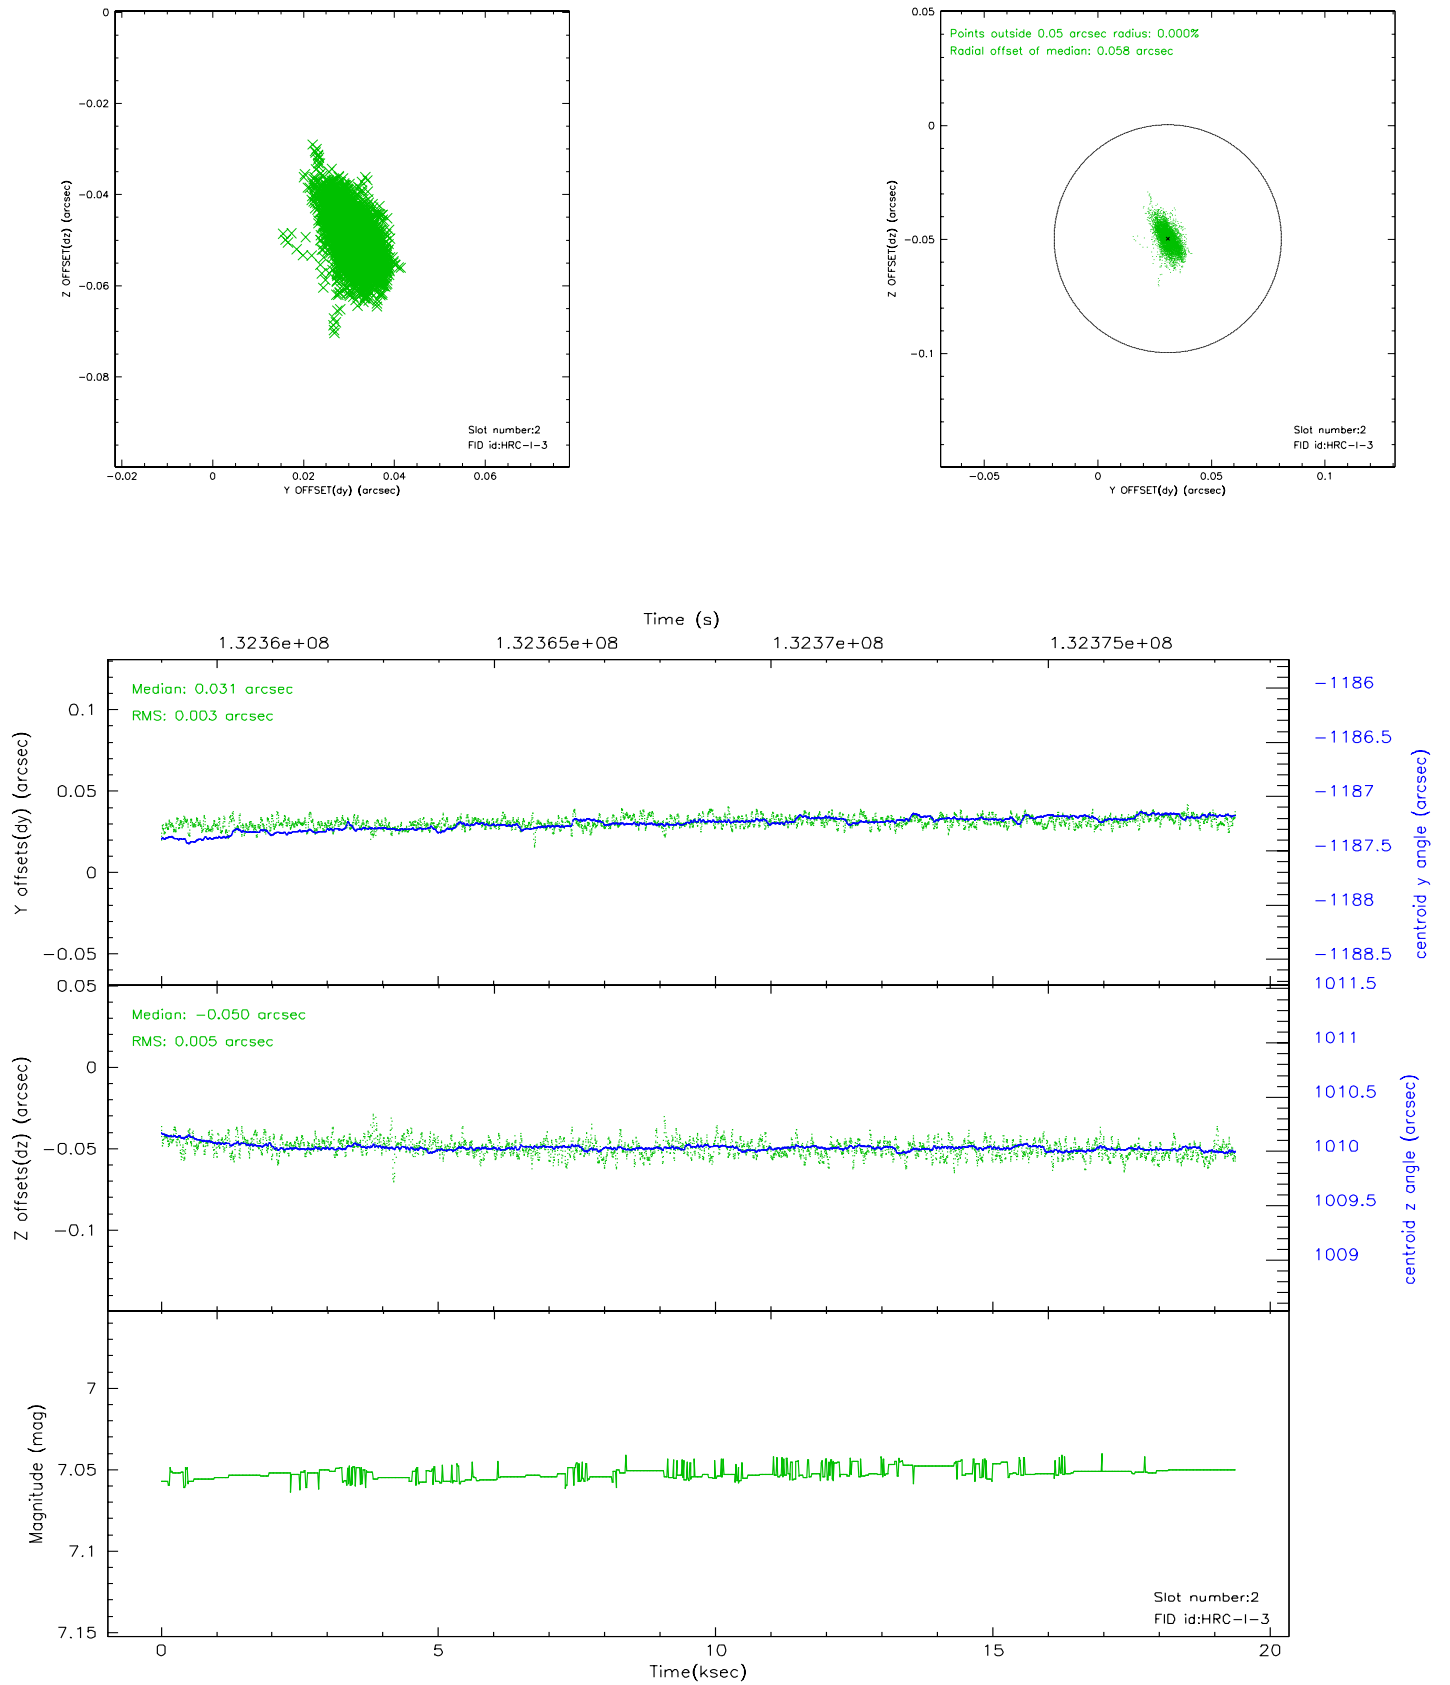 0
-0.02
-0.04
-0.06
-0.08
Z OFFSET(dz) (arcsec)
Slot number:2
FID id:HRC-I-3
-0.02 0 0.02 0.04 0.06
Y OFFSET(dy) (arcsec)
0.05
0
-0.05
-0.1
Z OFFSET(dz) (arcsec)
Points outside 0.05 arcsec radius: 0.000%
Radial offset of median: 0.058 arcsec
Slot number:2
FID id:HRC-I-3
-0.05 0 0.05 0.1
Y OFFSET(dy) (arcsec)
Time (s)
1.3236e+08 1.32365e+08 1.3237e+08 1.32375e+08
Median: 0.031 arcsec
RMS: 0.003 arcsec
0.1
0.05
0
-0.05
Y offsets(dy) (arcsec)
-1186
-1186.5
-1187
-1187.5
-1188
-1188.5
centroid y angle (arcsec)
Median: -0.050 arcsec
RMS: 0.005 arcsec
0.05
0
-0.05
-0.1
Z offsets(dz) (arcsec)
1011.5
1011
1010.5
1010
1009.5
1009
centroid z angle (arcsec)
7
7.05
7.1
7.15
Magnitude (mag)
Slot number:2
FID id:HRC-I-3
0 5 10 15 20
Time(ksec)